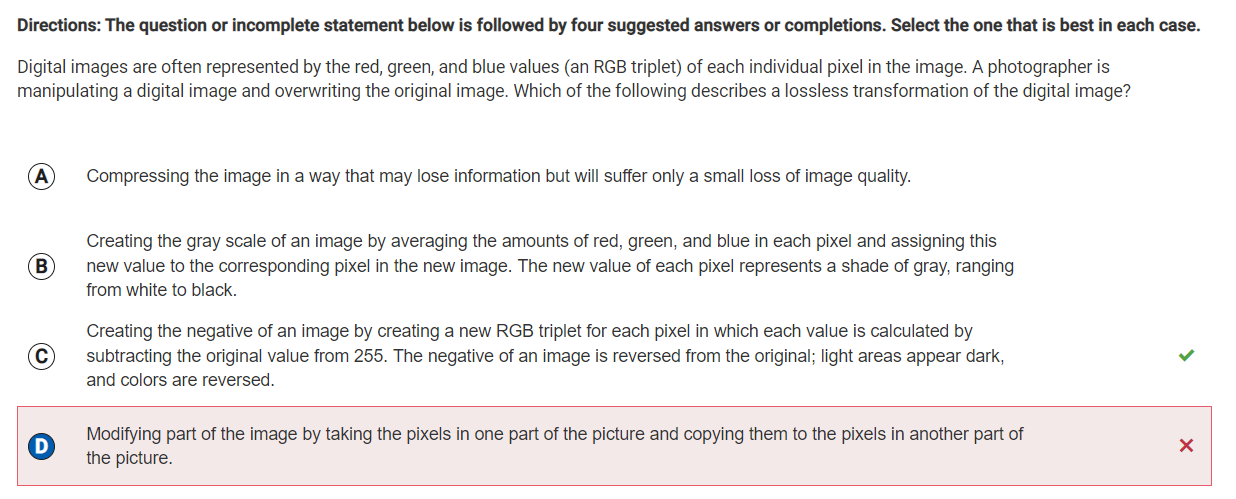 Directions: The question or incomplete statement below is followed by four suggested answers or completions. Select the one that is best in each case.
Digital images are often represented by the red, green, and blue values (an RGB triplet) of each individual pixel in the image. A photographer is
manipulating a digital image and overwriting the original image. Which of the following describes a lossless transformation of the digital image?
A Compressing the image in a way that may lose information but will suffer only a small loss of image quality.
Creating the gray scale of an image by averaging the amounts of red, green, and blue in each pixel and assigning this
B new value to the corresponding pixel in the new image. The new value of each pixel represents a shade of gray, ranging
from white to black.
Creating the negative of an image by creating a new RGB triplet for each pixel in which each value is calculated by
C subtracting the original value from 255. The negative of an image is reversed from the original; light areas appear dark,
and colors are reversed.
D Modifying part of the image by taking the pixels in one part of the picture and copying them to the pixels in another part of
the picture.